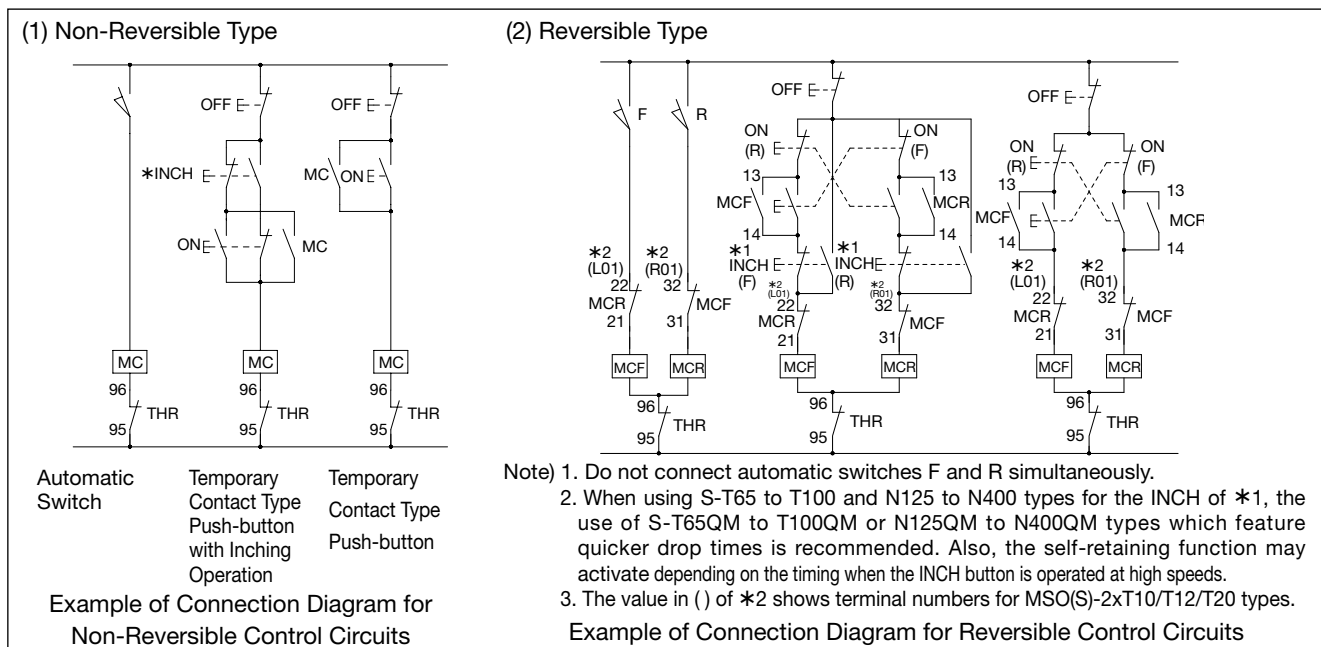 (1) Non-Reversible Type
OFF
OFF
✱INCH
MC
ON
ON
MC
MC
MC
MC
96
96
96
THR
THR
THR
95
95
95
Automatic
Switch
Temporary
Contact Type
Push-button
with Inching
Operation
Temporary
Contact Type
Push-button
Example of Connection Diagram for
Non-Reversible Control Circuits
(2) Reversible Type
F
R
✱2
(L01)
✱2
(R01)
22
32
MCR
MCF
21
31
MCF
MCR
96
THR
95
OFF
ON
(R)
ON
(F)
13
13
MCF
MCR
14
14
✱1
INCH
(F)
✱1
INCH
(R)
✱2
(L01)
✱2
(R01)
22
32
MCR
MCF
21
31
MCF
MCR
96
THR
95
OFF
ON
(R)
ON
(F)
13
13
MCF
MCR
14
14
✱2
(L01)
✱2
(R01)
22
32
MCR
MCF
21
31
MCF
MCR
96
THR
95
Note) 1. Do not connect automatic switches F and R simultaneously.
2. When using S-T65 to T100 and N125 to N400 types for the INCH of ✱1, the
use of S-T65QM to T100QM or N125QM to N400QM types which feature
quicker drop times is recommended. Also, the self-retaining function may
activate depending on the timing when the INCH button is operated at high speeds.
3. The value in ( ) of ✱2 shows terminal numbers for MSO(S)-2xT10/T12/T20 types.
Example of Connection Diagram for Reversible Control Circuits